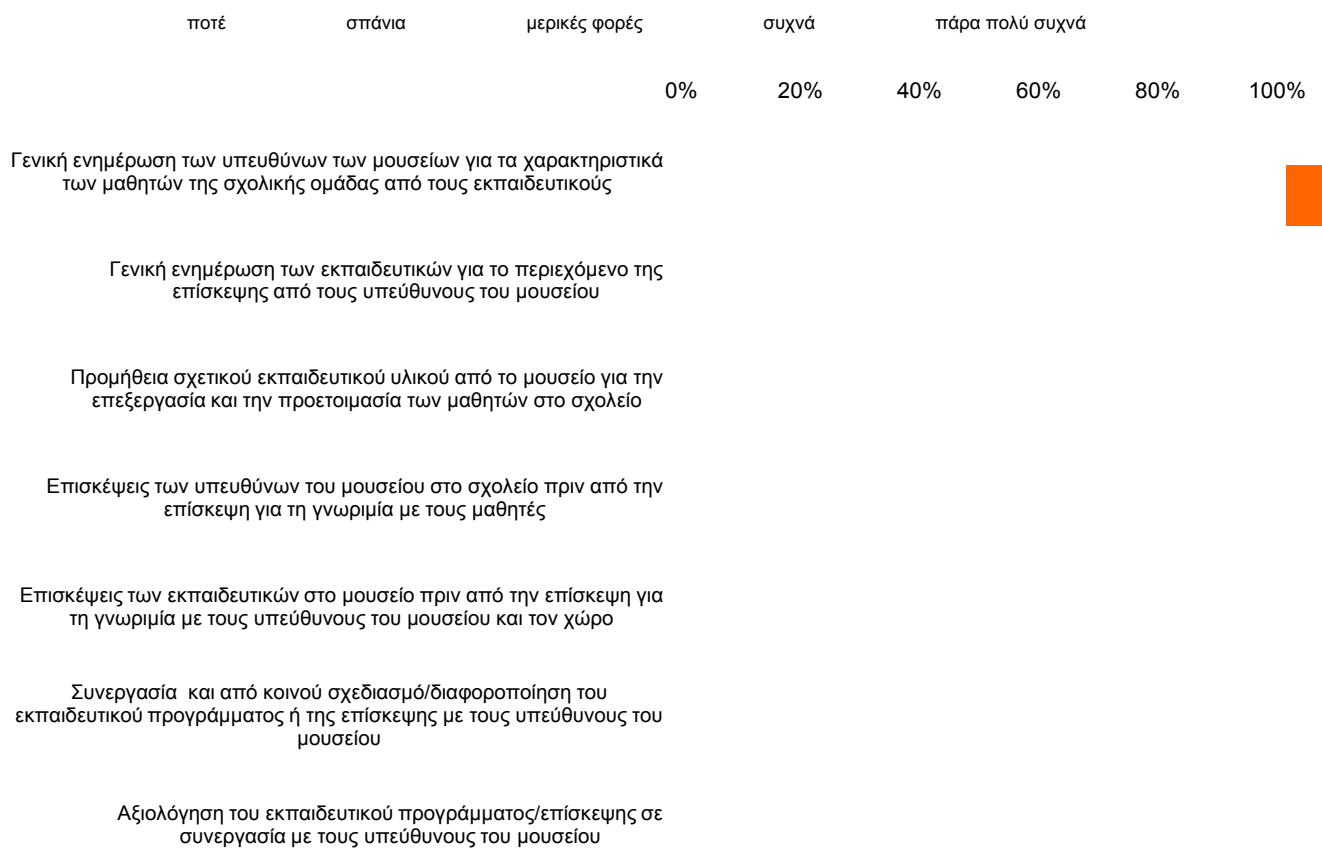 ποτέ σπάνια μερικές φορές συχνά πάρα πολύ συχνά
0% 20% 40% 60% 80% 100%
Γενική ενημέρωση των υπευθύνων των μουσείων για τα χαρακτηριστικά
των μαθητών της σχολικής ομάδας από τους εκπαιδευτικούς
Γενική ενημέρωση των εκπαιδευτικών για το περιεχόμενο της
επίσκεψης από τους υπεύθυνους του μουσείου
Προμήθεια σχετικού εκπαιδευτικού υλικού από το μουσείο για την
επεξεργασία και την προετοιμασία των μαθητών στο σχολείο
Επισκέψεις των υπευθύνων του μουσείου στο σχολείο πριν από την
επίσκεψη για τη γνωριμία με τους μαθητές
Επισκέψεις των εκπαιδευτικών στο μουσείο πριν από την επίσκεψη για
τη γνωριμία με τους υπεύθυνους του μουσείου και τον χώρο
Συνεργασία και από κοινού σχεδιασμό/διαφοροποίηση του
εκπαιδευτικού προγράμματος ή της επίσκεψης με τους υπεύθυνους του
μουσείου
Αξιολόγηση του εκπαιδευτικού προγράμματος/επίσκεψης σε
συνεργασία με τους υπεύθυνους του μουσείου